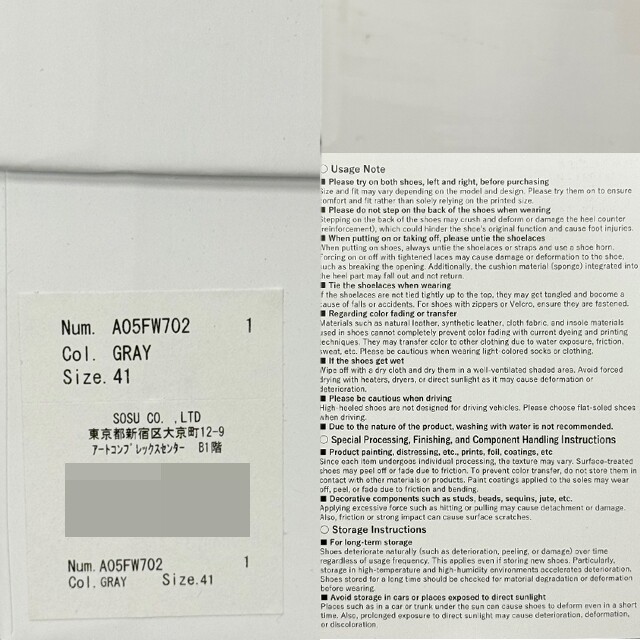 Num. A05FW702 1
Col. GRAY
Size. 41
SOSU CO. ,LTD
東京都新宿区大京町12-9
アートコンプレックスセンター B1階
Num. A05FW702 1
Col. GRAY Size. 41
○ Usage Note
■ Please try on both shoes, left and right, before purchasing
Size and fit may vary depending on the model and design. Please try them on to ensure
comfort and fit rather than solely relying on the printed size.
■ Please do not step on the back of the shoes when wearing
Stepping on the back of the shoes may crush and deform or damage the heel counter
(reinforcement), which could hinder the shoe's original function and cause foot injuries.
■ When putting on or taking off, please untie the shoelaces
When putting on shoes, always untie the shoelaces or straps and use a shoe horn.
Forcing on or off with tightened laces may cause damage or deformation to the shoe,
such as breaking the opening. Additionally, the cushion material (sponge) integrated into
the heel part may fall out and not return.
■ Tie the shoelaces when wearing
If the shoelaces are not tied tightly up to the top, they may get tangled and become a
cause of falls or accidents. For shoes with zippers or Velcro, ensure they are fastened.
■ Regarding color fading or transfer
Materials such as natural leather, synthetic leather, cloth fabric, and insole materials
used in shoes cannot completely prevent color fading with current dyeing and printing
techniques. They may transfer color to other clothing due to water exposure, friction,
sweat, etc. Please be cautious when wearing light-colored socks or clothing.
■ If the shoes get wet
Wipe off with a dry cloth and dry them in a well-ventilated shaded area. Avoid forced
drying with heaters, dryers, or direct sunlight as it may cause deformation or
deterioration.
■ Please be cautious when driving
High-heeled shoes are not designed for driving vehicles. Please choose flat-soled shoes
when driving.
■ Due to the nature of the product, washing with water is not recommended.
○ Special Processing, Finishing, and Component Handling Instructions
■ Product painting, distressing, etc., prints, foil, coatings, etc
Since each item undergoes individual processing, the texture may vary. Surface-treated
shoes may peel off or fade due to friction. To prevent color transfer, do not store them in
contact with other materials or products. Paint coatings applied to the soles may wear
off, peel, or fade due to friction and bending.
■ Decorative components such as studs, beads, sequins, jute, etc.
Applying excessive force such as hitting or pulling may cause detachment or damage.
Also, friction or strong impact can cause surface scratches.
○ Storage Instructions
■ For long-term storage
Shoes deteriorate naturally (such as deterioration, peeling, or damage) over time
regardless of usage frequency. This applies even if storing new shoes. Particularly,
storage in high-temperature and high-humidity environments accelerates deterioration.
Shoes stored for a long time should be checked for material degradation or deformation
before wearing.
■ Avoid storage in cars or places exposed to direct sunlight
Places such as in a car or trunk under the sun can cause shoes to deform even in a short
time. Also, prolonged exposure to direct sunlight may cause deterioration, deformation,
or discoloration.